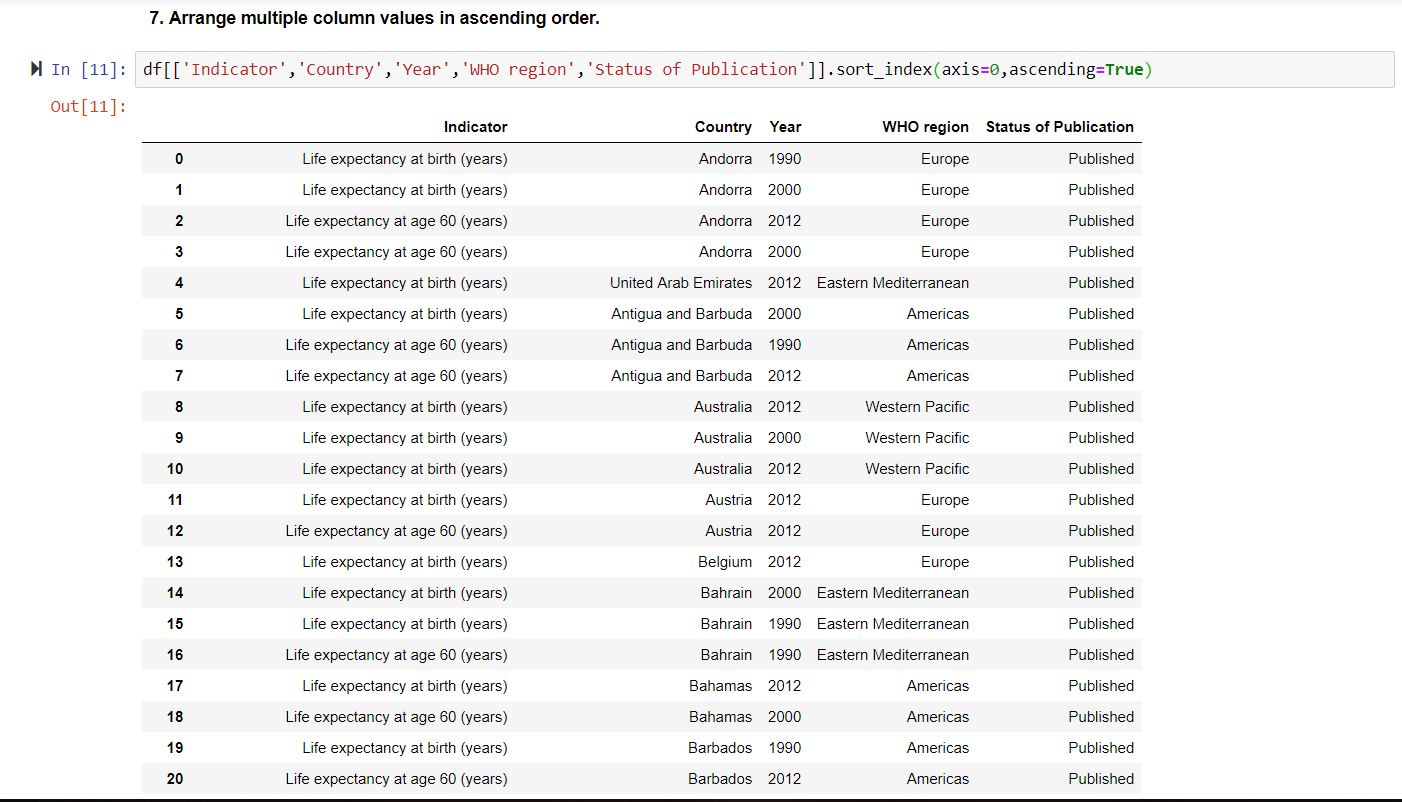 7. Arrange multiple column values in ascending order.
In [11]: df[['Indicator','Country','Year','WHO region','Status of Publication']].sort_index(axis=0,ascending=True)
Out[11]:
Indicator Country Year WHO region Status of Publication
0 Life expectancy at birth (years) Andorra 1990 Europe Published
1 Life expectancy at birth (years) Andorra 2000 Europe Published
2 Life expectancy at age 60 (years) Andorra 2012 Europe Published
3 Life expectancy at age 60 (years) Andorra 2000 Europe Published
4 Life expectancy at birth (years) United Arab Emirates 2012 Eastern Mediterranean Published
5 Life expectancy at birth (years) Antigua and Barbuda 2000 Americas Published
6 Life expectancy at age 60 (years) Antigua and Barbuda 1990 Americas Published
7 Life expectancy at age 60 (years) Antigua and Barbuda 2012 Americas Published
8 Life expectancy at birth (years) Australia 2012 Western Pacific Published
9 Life expectancy at birth (years) Australia 2000 Western Pacific Published
10 Life expectancy at birth (years) Australia 2012 Western Pacific Published
11 Life expectancy at birth (years) Austria 2012 Europe Published
12 Life expectancy at age 60 (years) Austria 2012 Europe Published
13 Life expectancy at birth (years) Belgium 2012 Europe Published
14 Life expectancy at birth (years) Bahrain 2000 Eastern Mediterranean Published
15 Life expectancy at birth (years) Bahrain 1990 Eastern Mediterranean Published
16 Life expectancy at age 60 (years) Bahrain 1990 Eastern Mediterranean Published
17 Life expectancy at birth (years) Bahamas 2012 Americas Published
18 Life expectancy at age 60 (years) Bahamas 2000 Americas Published
19 Life expectancy at birth (years) Barbados 1990 Americas Published
20 Life expectancy at age 60 (years) Barbados 2012 Americas Published